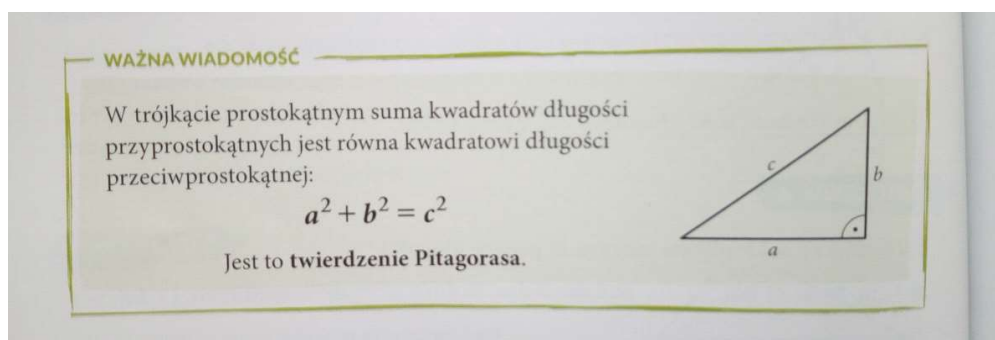 WAŻNA WIADOMOŚĆ
W trójkącie prostokątnym suma kwadratów długości
przyprostokątnych jest równa kwadratowi długości
przeciwprostokątnej:
a² + b² = c²
Jest to twierdzenie Pitagorasa.
c
b
a